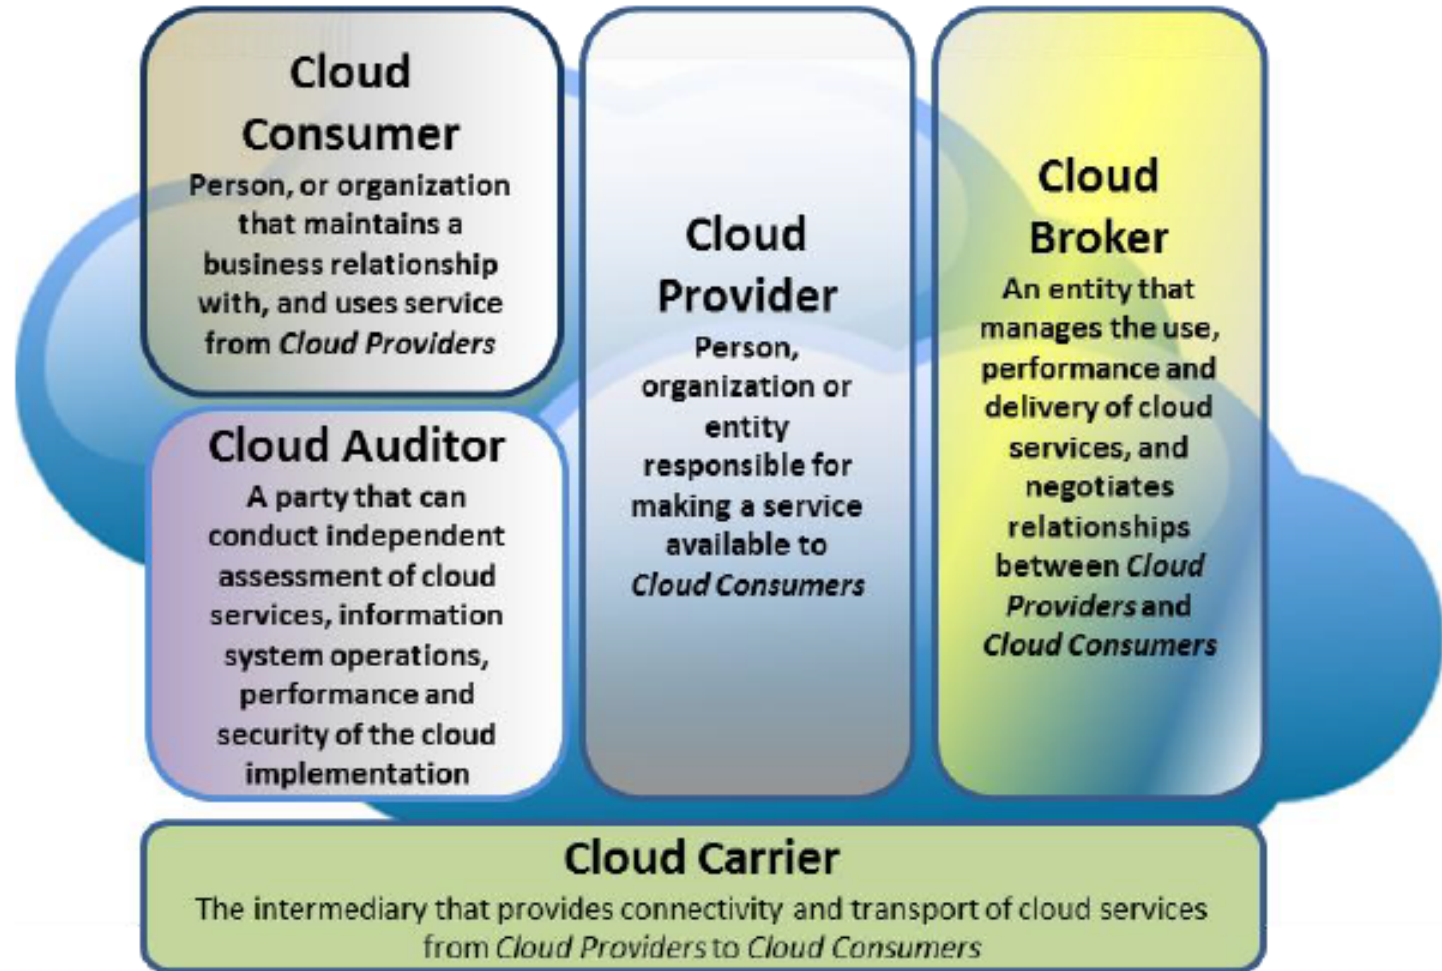 Cloud
Consumer
Person, or organization
that maintains a
business relationship
with, and uses service
from Cloud Providers
Cloud Auditor
A party that can
conduct independent
assessment of cloud
services, information
system operations,
performance and
security of the cloud
implementation
Cloud
Provider
Person,
organization or
entity
responsible for
making a service
available to
Cloud Consumers
Cloud
Broker
An entity that
manages the use,
performance and
delivery of cloud
services, and
negotiates
relationships
between Cloud
Providers and
Cloud Consumers
Cloud Carrier
The intermediary that provides connectivity and transport of cloud services
from Cloud Providers to Cloud Consumers